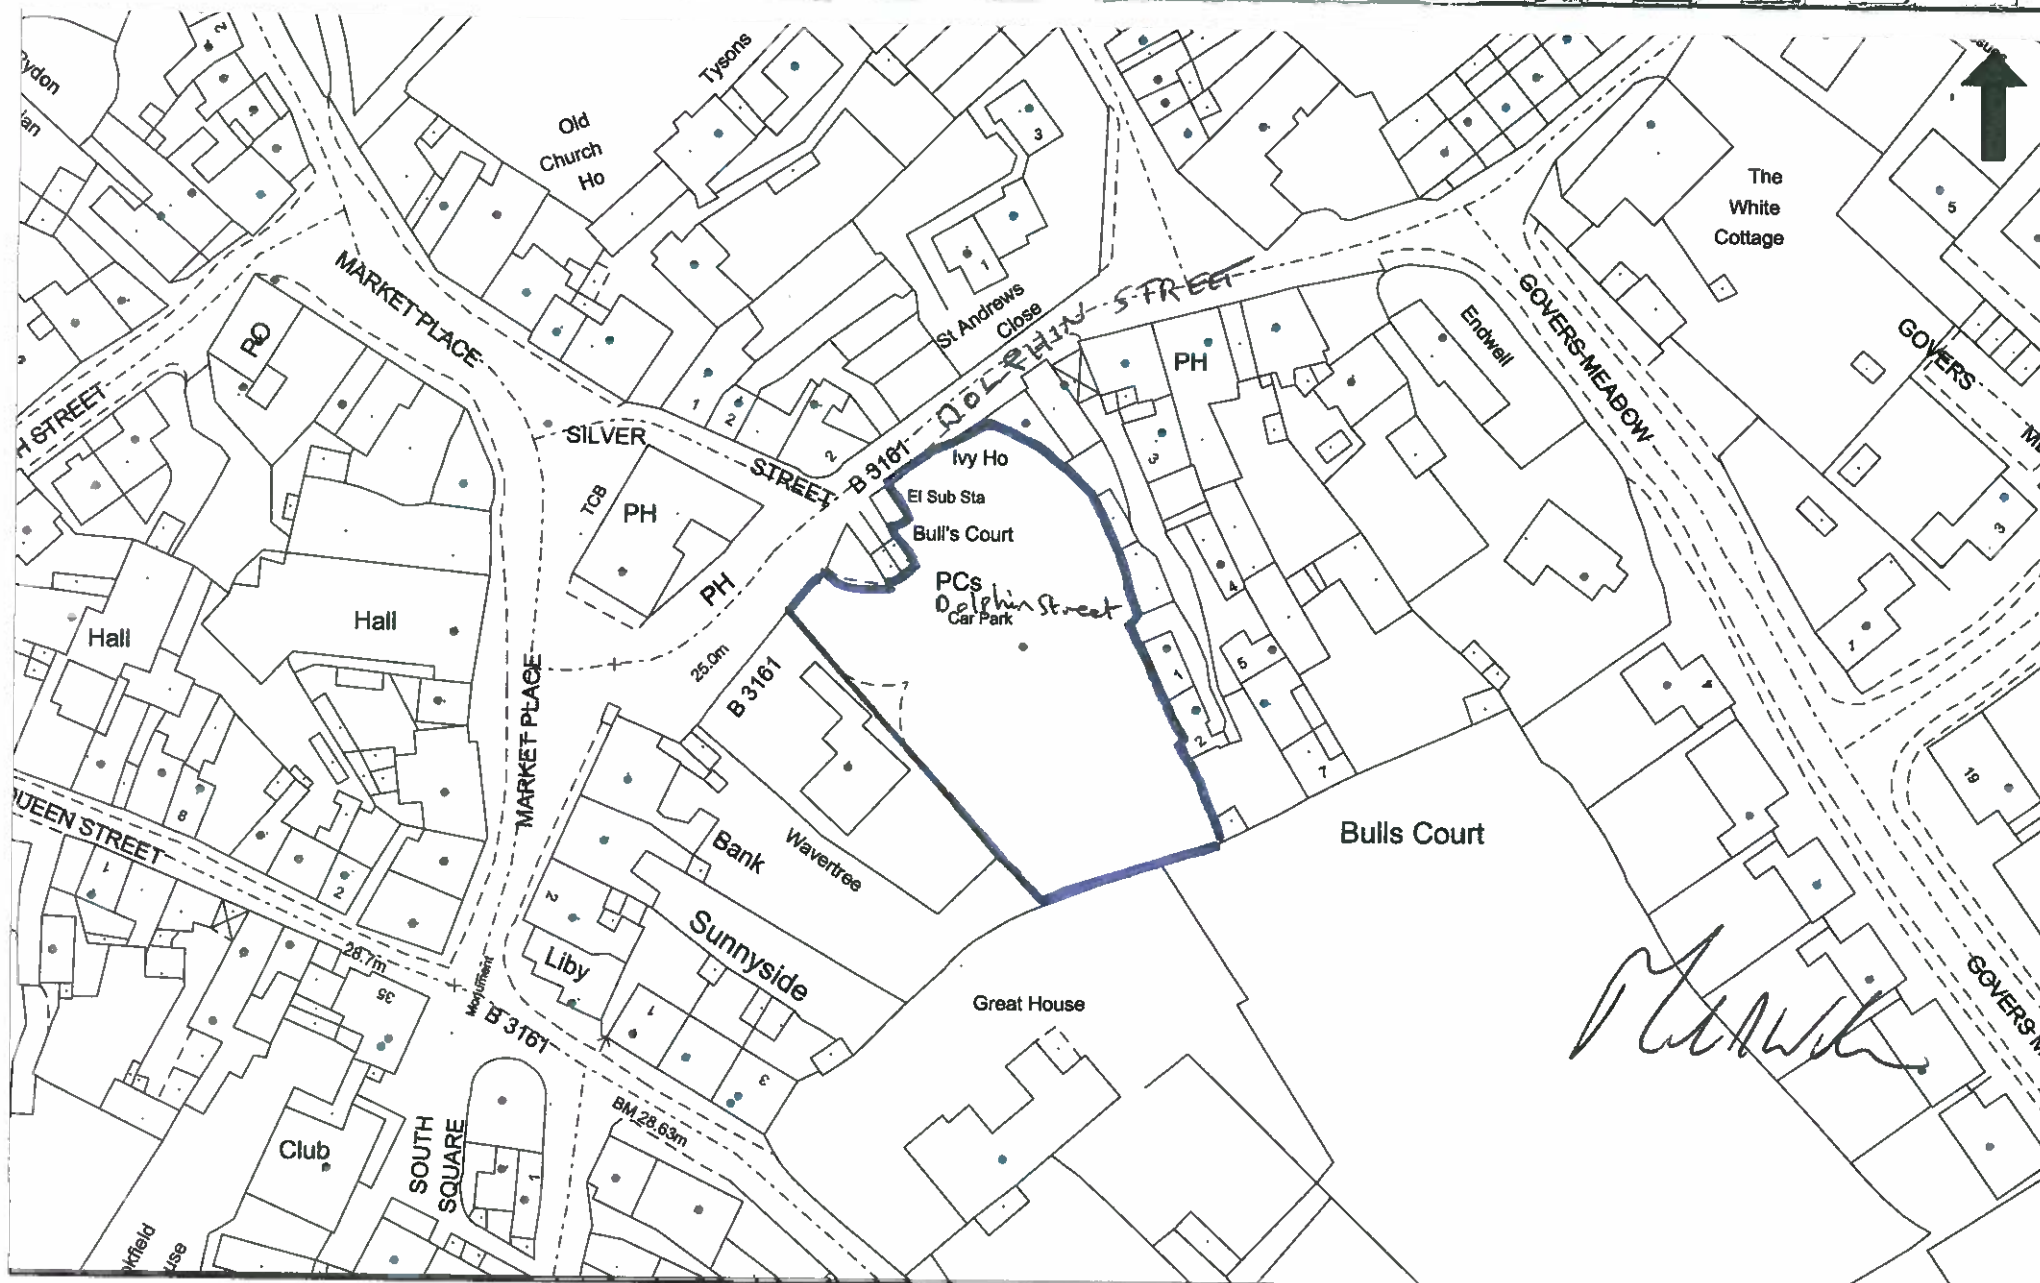 2
Tysons
Old
Church
Ho
3
1
St Andrews
Close
DOLPHIN STREET
The
White
Cottage
5
MARKET PLACE
PO
H STREET
SILVER
STREET
1
2
2
B 3161
TCB
PH
PH
PH
3
Endwell
GOVERS MEADOW
GOVERS
3
1
Ivy Ho
El Sub Sta
Bull's Court
PCs
Dolphin Street
Car Park
4
5
1
2
7
4
19
Hall
Hall
MARKET PLACE
25.0m
B 3161
8
QUEEN STREET
1
2
Bank
Wavertree
Bulls Court
Sunnyside
2
Liby
28.7m
35
Monument
B 3161
1
3
Great House
BM 28.63m
Club
SOUTH
SQUARE
1
GOVERS M